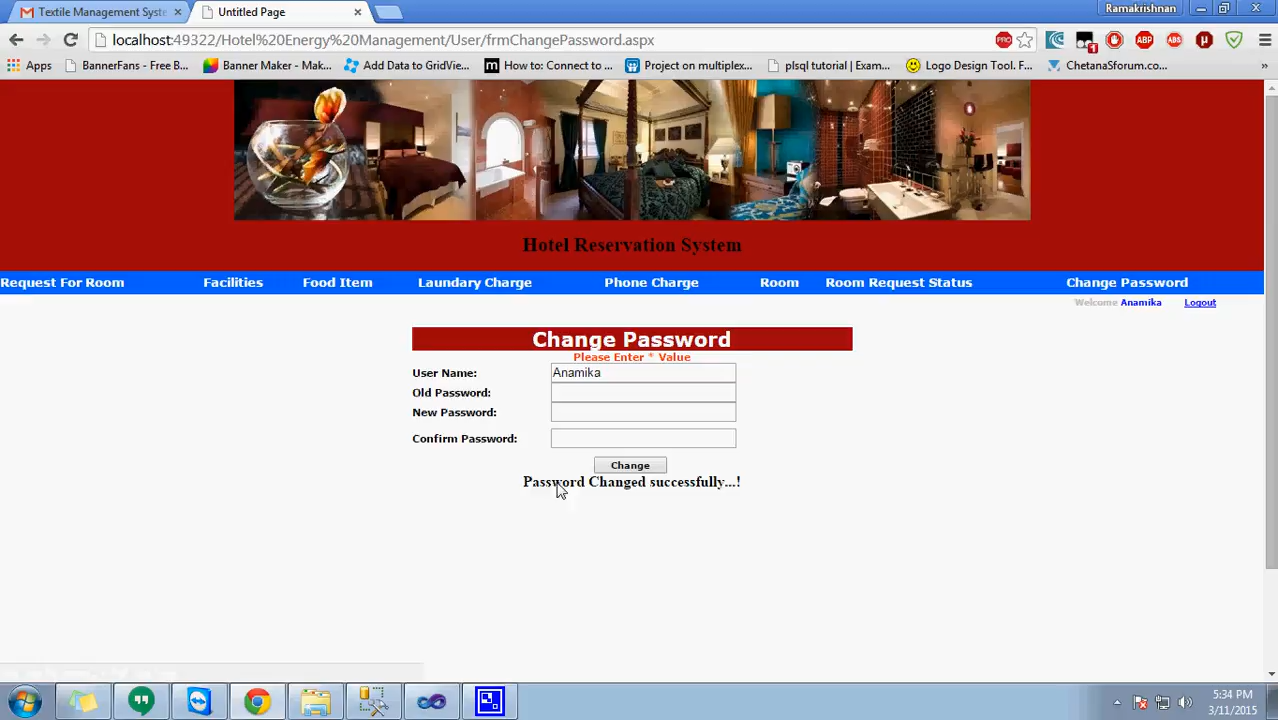 Textile Management Syste
Untitled Page
Ramakrishnan
localhost:49322/Hotel%20Energy%20Management/User/frmChangePassword.aspx
PRO
1
ABP
ABS
µ
Apps
BannerFans - Free B...
Banner Maker - Mak...
Add Data to GridVie...
How to: Connect to ...
Project on multiplex...
plsql tutorial | Exam...
Logo Design Tool. F...
ChetanaSforum.co...
»
Hotel Reservation System
Request For Room Facilities Food Item Laundary Charge Phone Charge Room Room Request Status Change Password
Welcome Anamika Logout
Change Password
Please Enter * Value
User Name: Anamika
Old Password:
New Password:
Confirm Password:
Change
Password Changed successfully...!
5:34 PM
3/11/2015